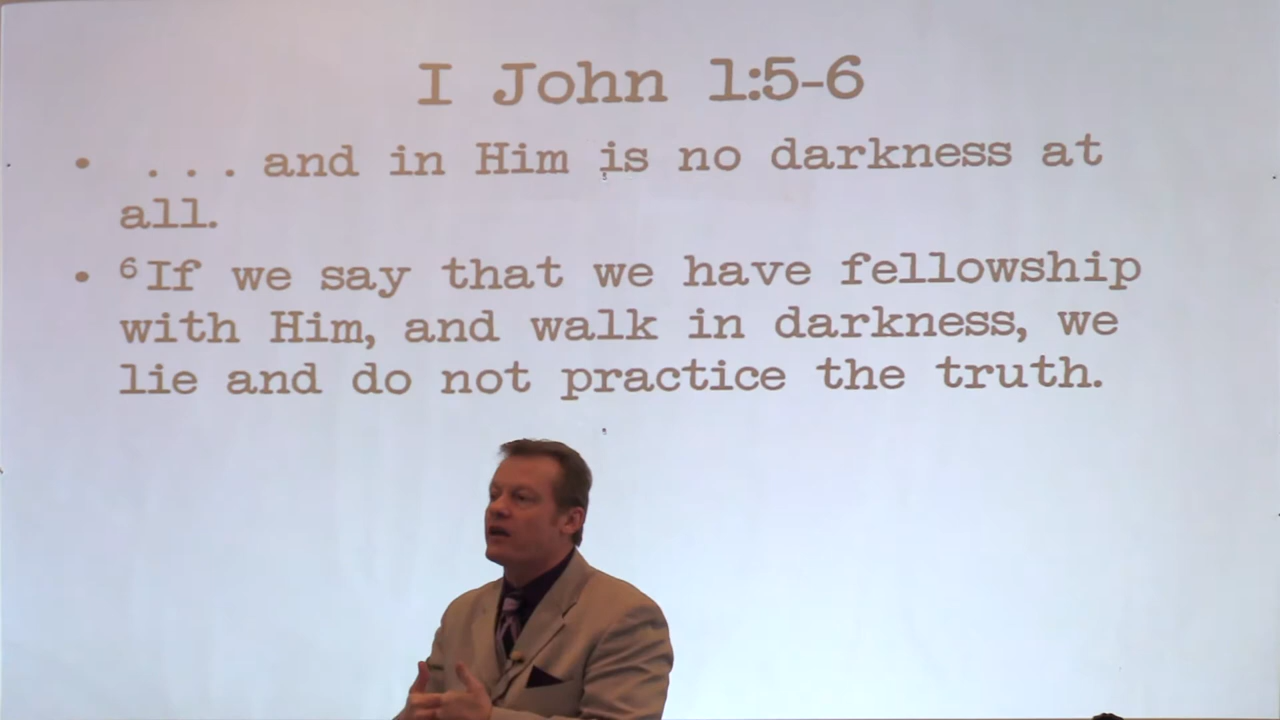 I John 1:5-6
• . . . and in Him is no darkness at
all.
• ⁶If we say that we have fellowship
with Him, and walk in darkness, we
lie and do not practice the truth.